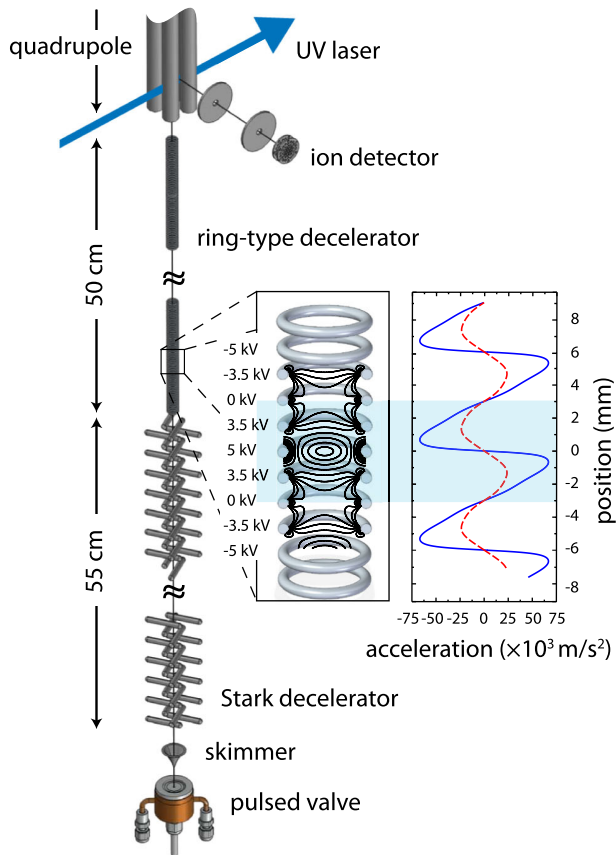 quadrupole
UV laser
ion detector
ring-type decelerator
50 cm
-5 kV
-3.5 kV
0 kV
3.5 kV
5 kV
3.5 kV
0 kV
-3.5 kV
-5 kV
8
6
4
2
0
-2
-4
-6
-8
position (mm)
-75 -50 -25 0 25 50 75
acceleration (×10³ m/s²)
55 cm
Stark decelerator
skimmer
pulsed valve